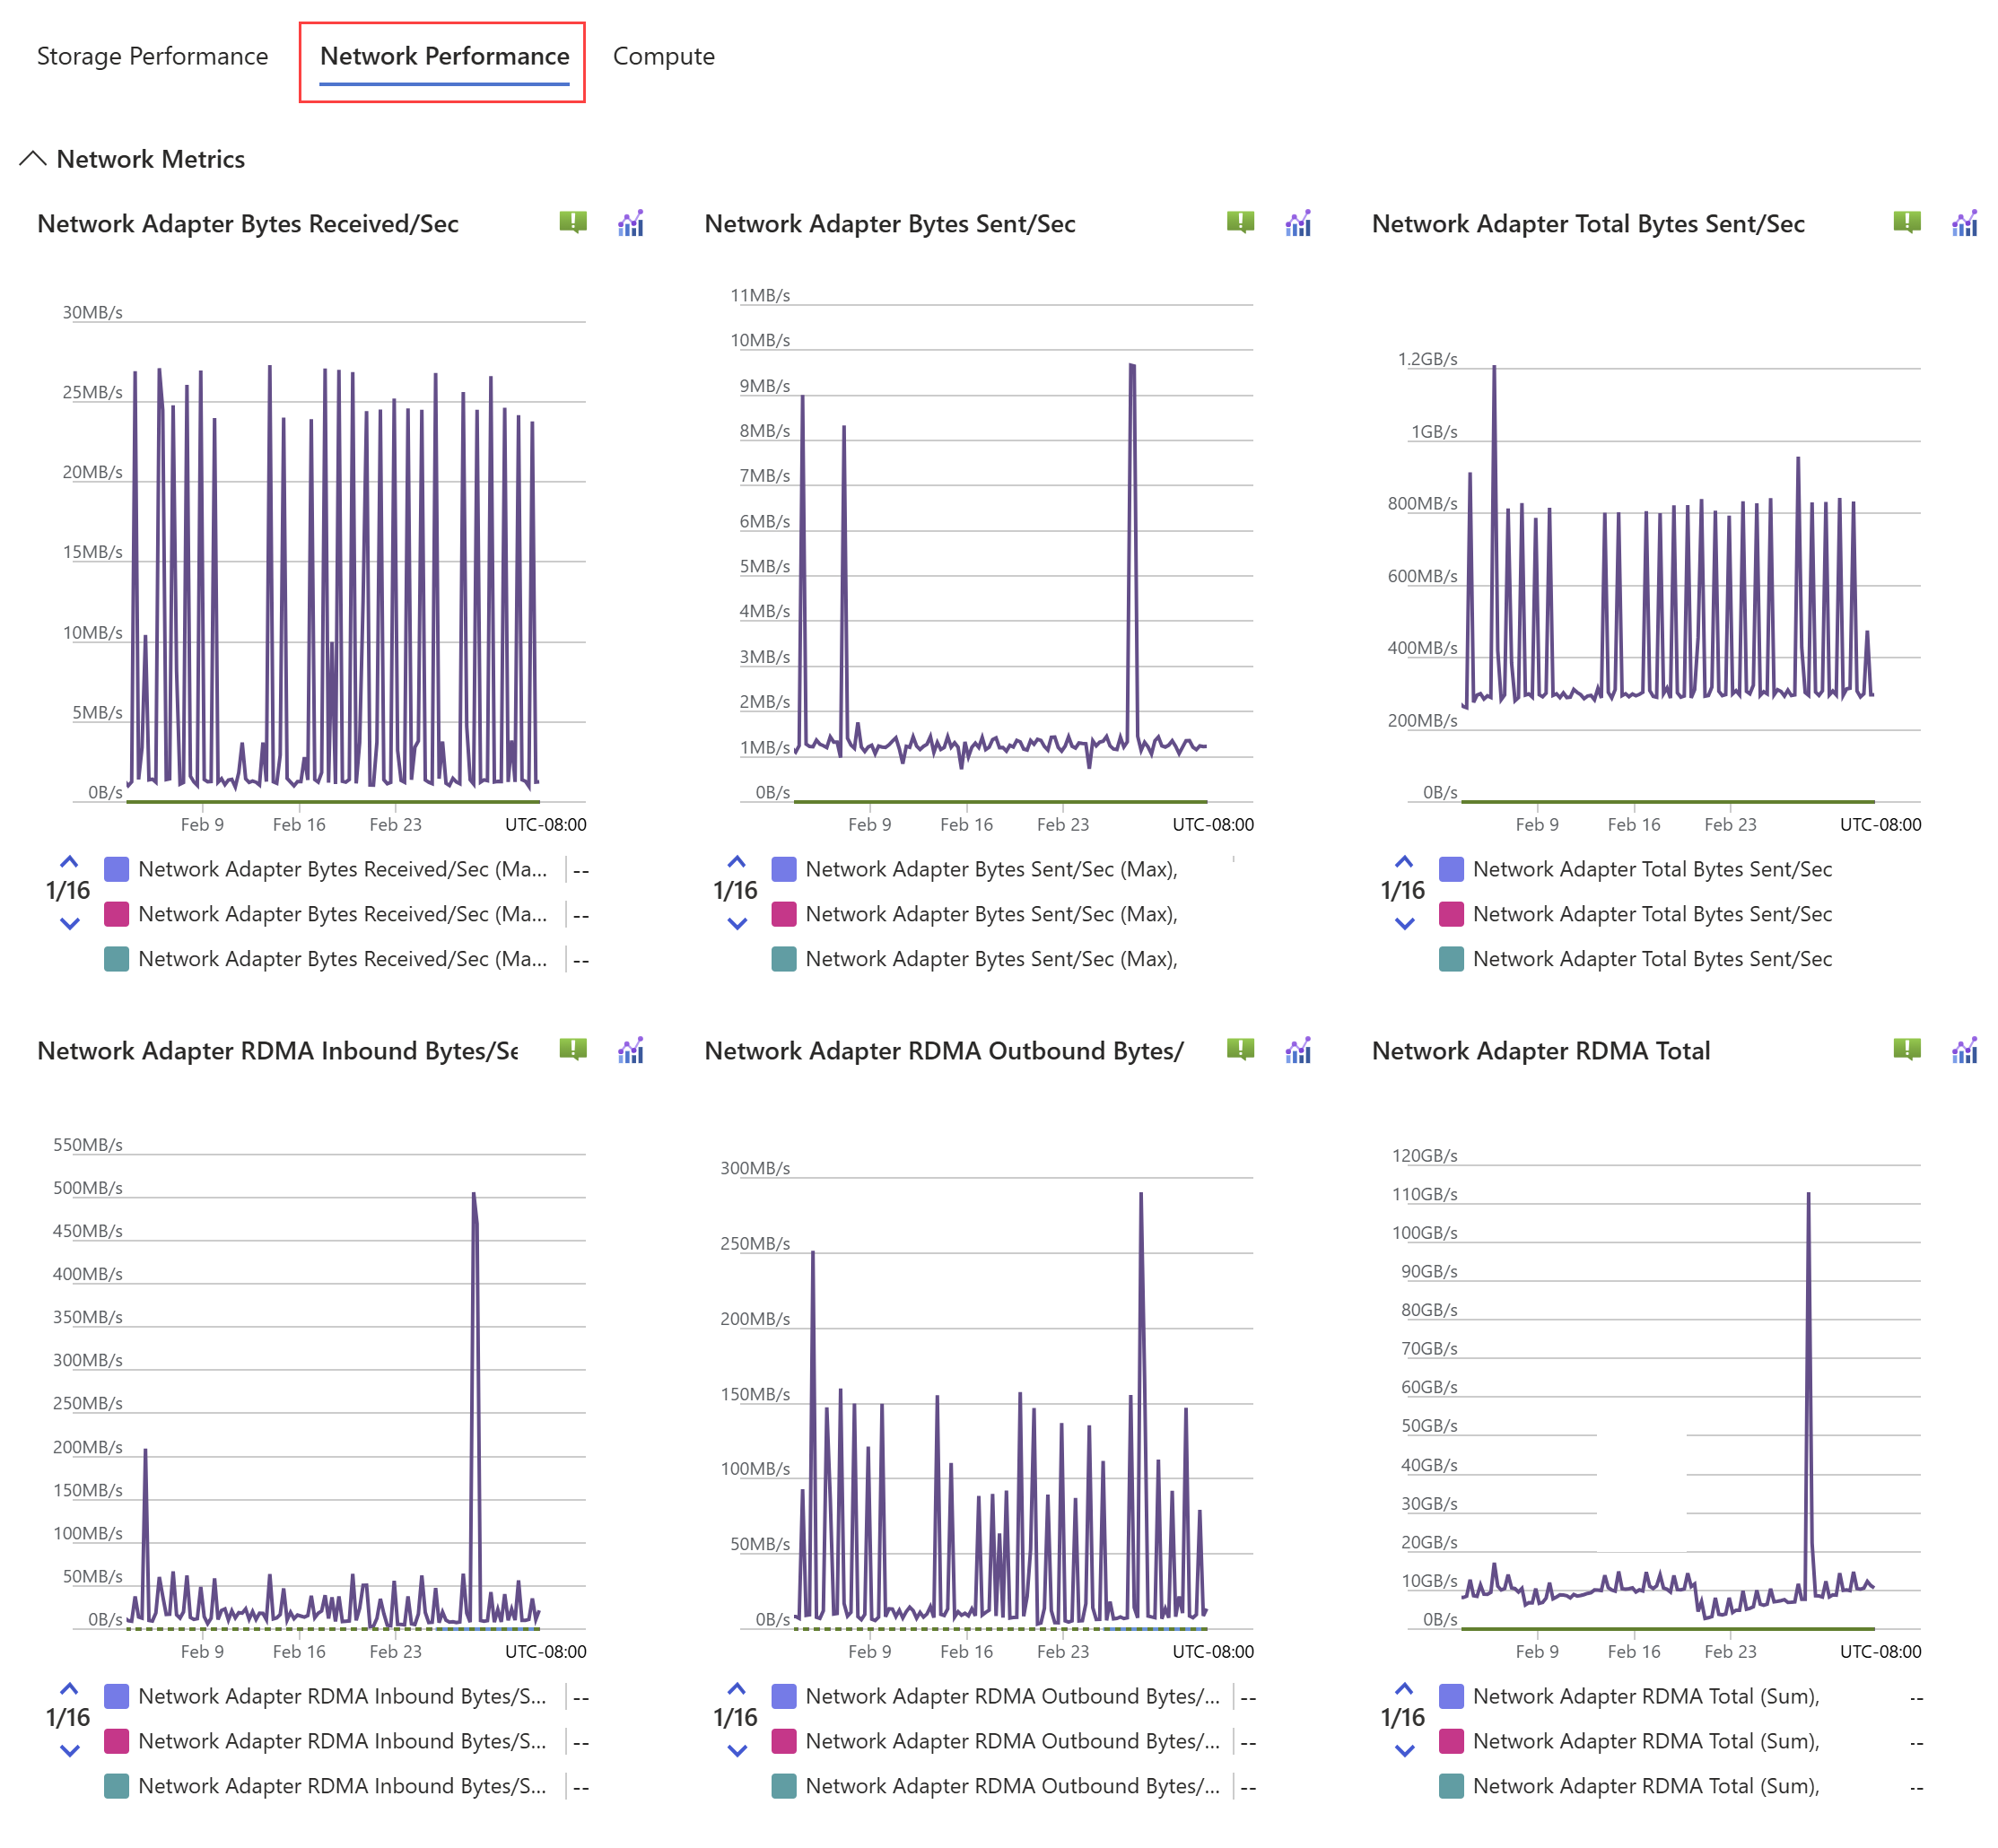 Storage Performance Network Performance Compute
Network Metrics
Network Adapter Bytes Received/Sec
30MB/s
25MB/s
20MB/s
15MB/s
10MB/s
5MB/s
0B/s
Feb 9 Feb 16 Feb 23 UTC-08:00
1/16
Network Adapter Bytes Received/Sec (Ma... --
Network Adapter Bytes Received/Sec (Ma... --
Network Adapter Bytes Received/Sec (Ma... --
Network Adapter Bytes Sent/Sec
11MB/s
10MB/s
9MB/s
8MB/s
7MB/s
6MB/s
5MB/s
4MB/s
3MB/s
2MB/s
1MB/s
0B/s
Feb 9 Feb 16 Feb 23 UTC-08:00
1/16
Network Adapter Bytes Sent/Sec (Max),
Network Adapter Bytes Sent/Sec (Max),
Network Adapter Bytes Sent/Sec (Max),
Network Adapter Total Bytes Sent/Sec
1.2GB/s
1GB/s
800MB/s
600MB/s
400MB/s
200MB/s
0B/s
Feb 9 Feb 16 Feb 23 UTC-08:00
1/16
Network Adapter Total Bytes Sent/Sec
Network Adapter Total Bytes Sent/Sec
Network Adapter Total Bytes Sent/Sec
Network Adapter RDMA Inbound Bytes/Se
550MB/s
500MB/s
450MB/s
400MB/s
350MB/s
300MB/s
250MB/s
200MB/s
150MB/s
100MB/s
50MB/s
0B/s
Feb 9 Feb 16 Feb 23 UTC-08:00
1/16
Network Adapter RDMA Inbound Bytes/S... --
Network Adapter RDMA Inbound Bytes/S... --
Network Adapter RDMA Inbound Bytes/S... --
Network Adapter RDMA Outbound Bytes/
300MB/s
250MB/s
200MB/s
150MB/s
100MB/s
50MB/s
0B/s
Feb 9 Feb 16 Feb 23 UTC-08:00
1/16
Network Adapter RDMA Outbound Bytes/... --
Network Adapter RDMA Outbound Bytes/... --
Network Adapter RDMA Outbound Bytes/... --
Network Adapter RDMA Total
120GB/s
110GB/s
100GB/s
90GB/s
80GB/s
70GB/s
60GB/s
50GB/s
40GB/s
30GB/s
20GB/s
10GB/s
0B/s
Feb 9 Feb 16 Feb 23 UTC-08:00
1/16
Network Adapter RDMA Total (Sum), --
Network Adapter RDMA Total (Sum), --
Network Adapter RDMA Total (Sum), --